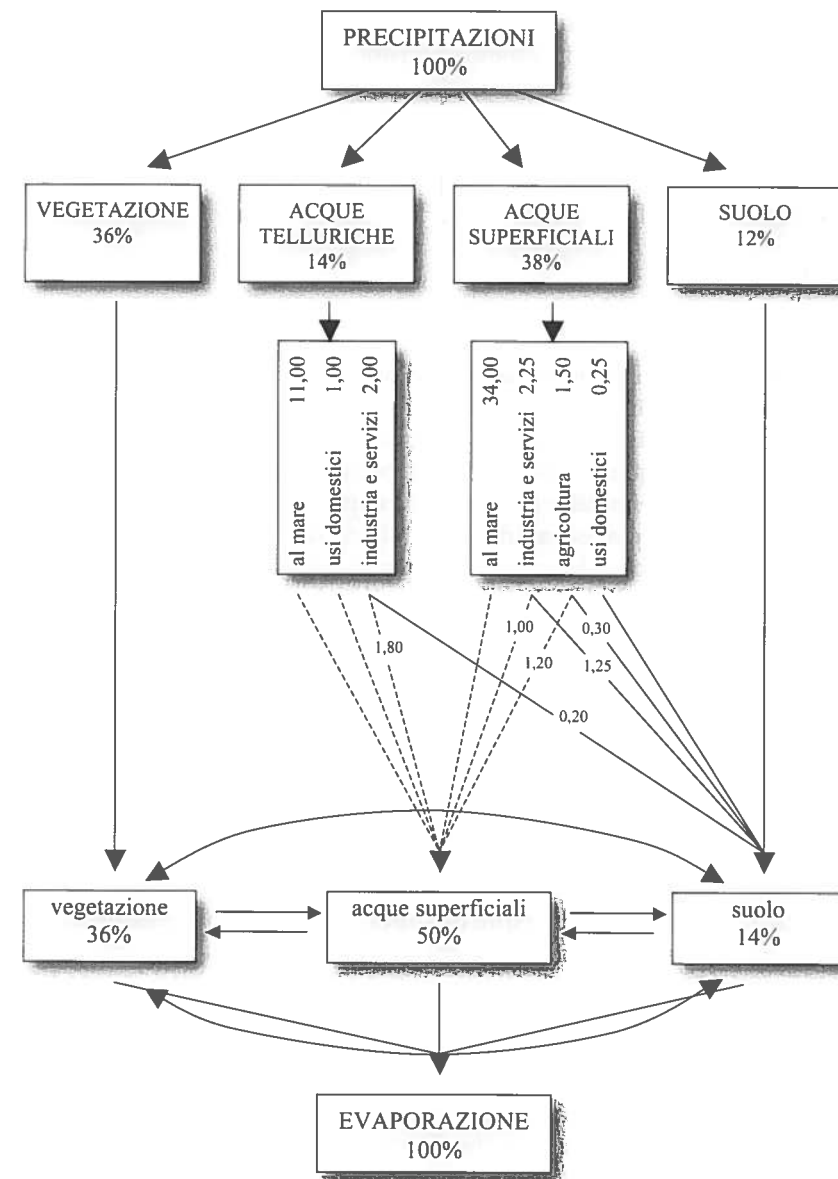 PRECIPITAZIONI
100%
VEGETAZIONE
36%
ACQUE
TELLURICHE
14%
ACQUE
SUPERFICIALI
38%
SUOLO
12%
al mare 11,00
usi domestici 1,00
industria e servizi 2,00
al mare 34,00
industria e servizi 2,25
agricoltura 1,50
usi domestici 0,25
1,80
1,00
1,20
0,30
1,25
0,20
vegetazione
36%
acque superficiali
50%
suolo
14%
EVAPORAZIONE
100%